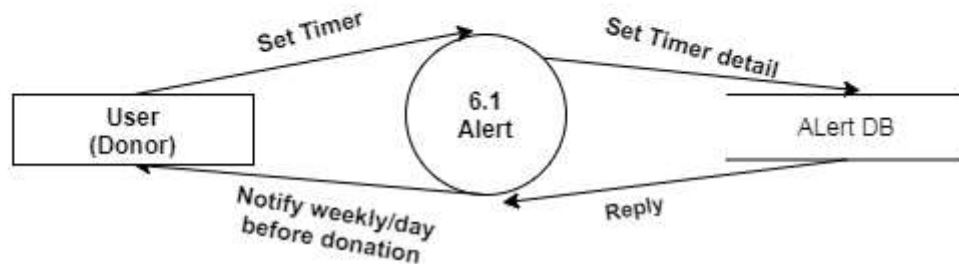 Set Timer
Set Timer detail
User
(Donor)
6.1
Alert
ALert DB
Notify weekly/day
before donation
Reply